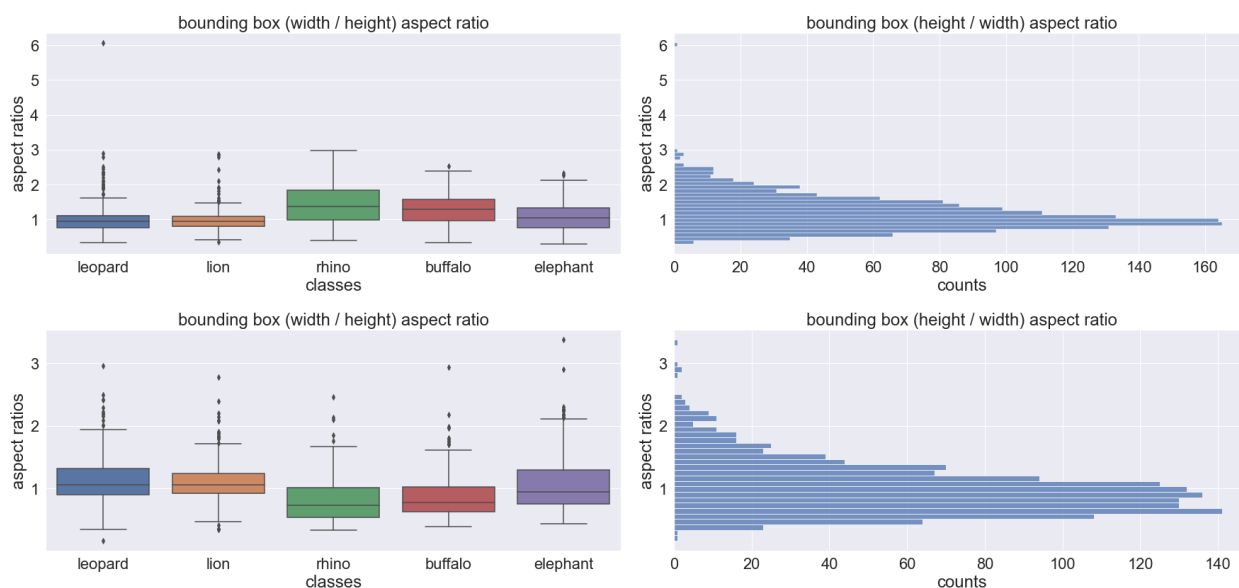 bounding box (width / height) aspect ratio
aspect ratios
6
5
4
3
2
1
leopard lion rhino buffalo elephant
classes
bounding box (height / width) aspect ratio
aspect ratios
6
5
4
3
2
1
0 20 40 60 80 100 120 140 160
counts
bounding box (width / height) aspect ratio
aspect ratios
3
2
1
leopard lion rhino buffalo elephant
classes
bounding box (height / width) aspect ratio
aspect ratios
3
2
1
0 20 40 60 80 100 120 140
counts